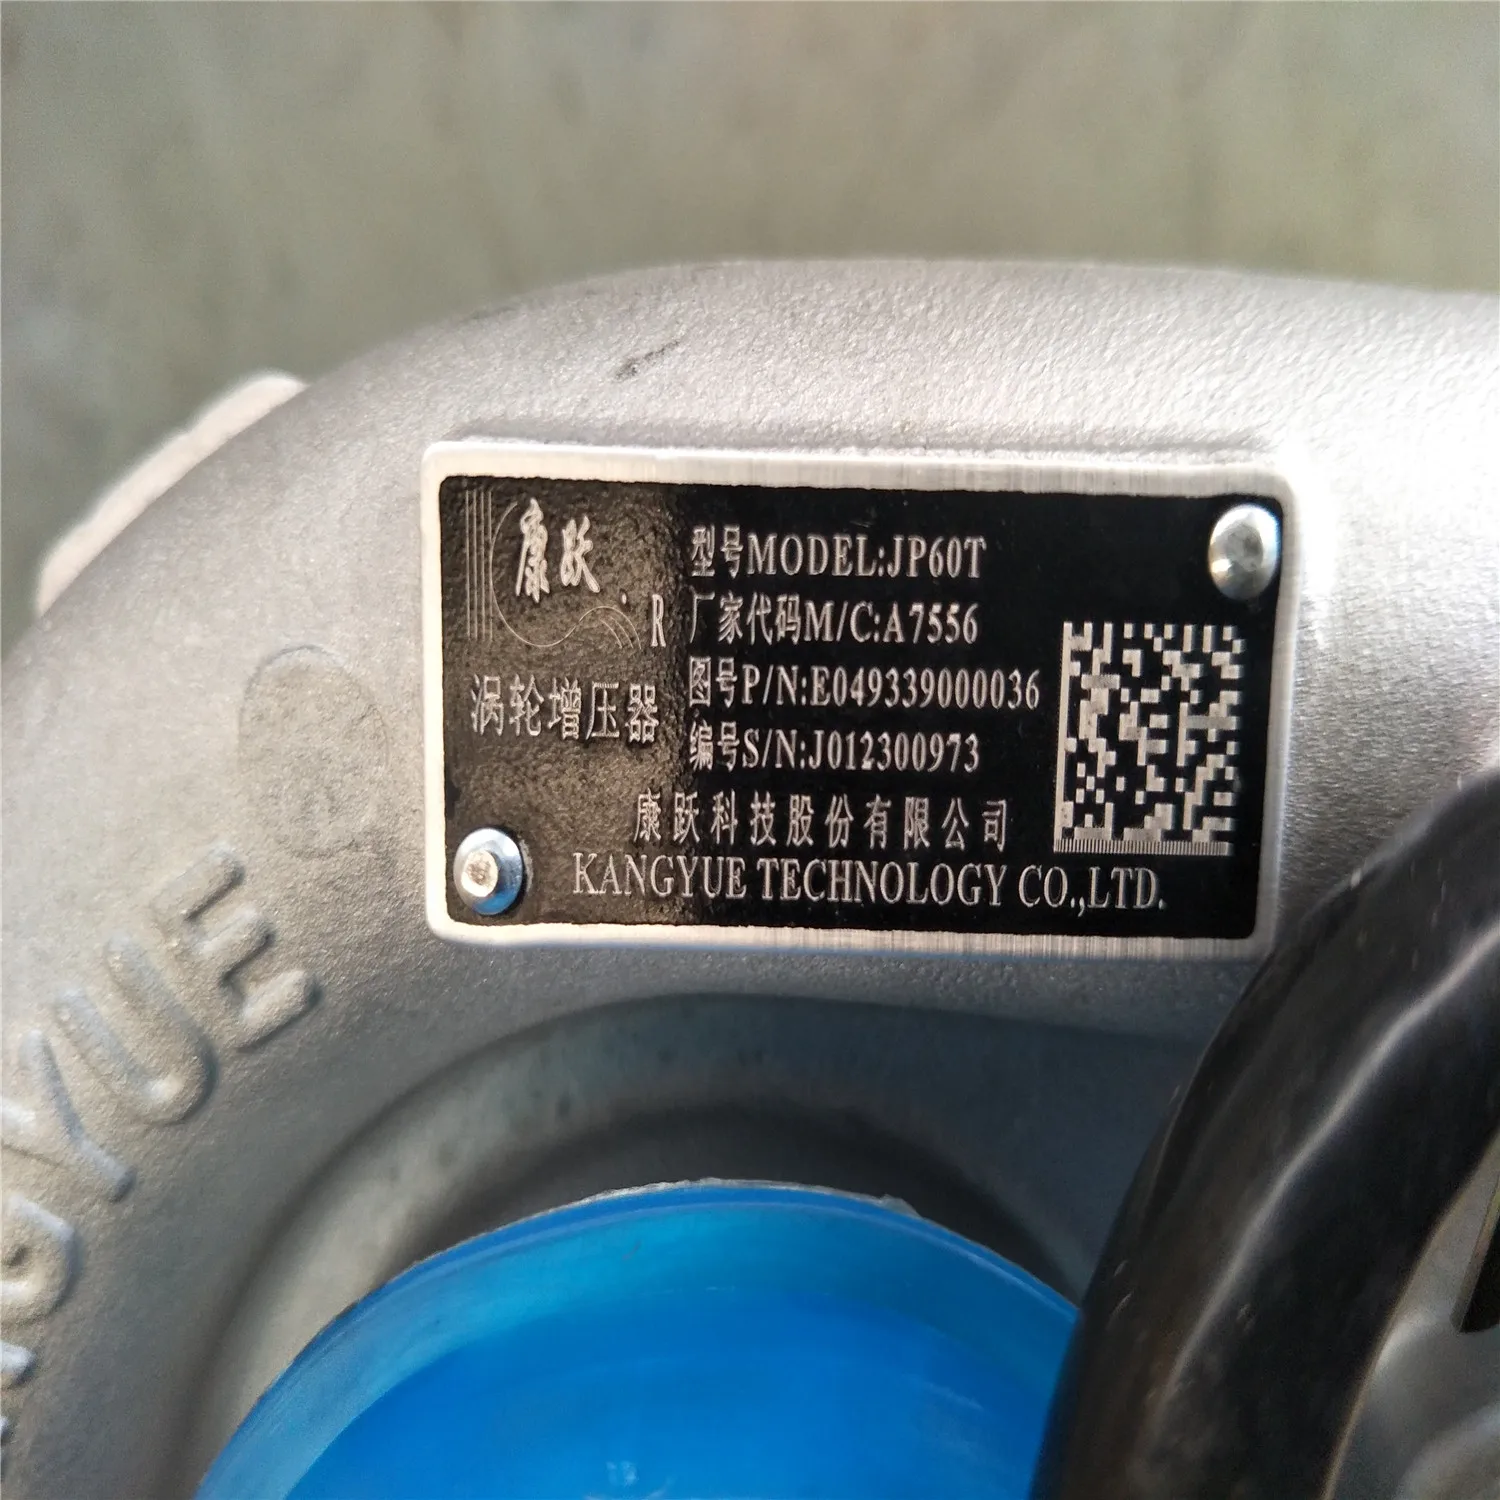 康跃
R
涡轮增压器
型号MODEL:JP60T
厂家代码M/C:A7556
图号P/N:E049339000036
编号S/N:J012300973
康跃科技股份有限公司
KANGYUE TECHNOLOGY CO.,LTD.
GYUE